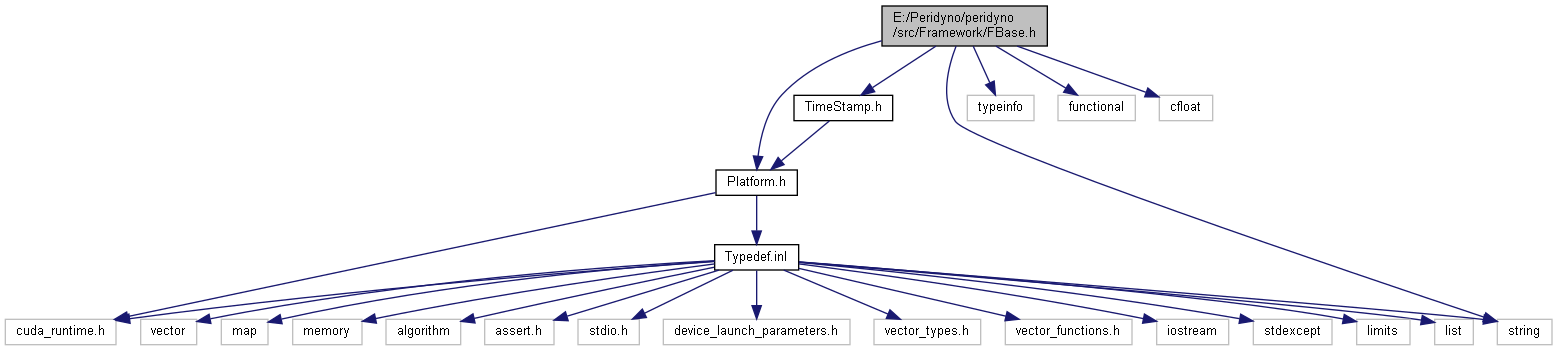 E:/Peridyno/peridyno
/src/Framework/FBase.h
TimeStamp.h
typeinfo
functional
cfloat
Platform.h
Typedef.inl
cuda_runtime.h
vector
map
memory
algorithm
assert.h
stdio.h
device_launch_parameters.h
vector_types.h
vector_functions.h
iostream
stdexcept
limits
list
string